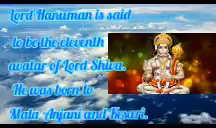 Lord Hanuman is said
to be the eleventh
avatar of Lord Shiva.
He was born to
Mata Anjani and Kesari.